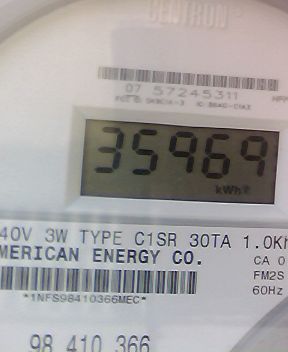 CENTRON
07 57245311
35969
kWh
40V 3W TYPE C1SR 30TA 1.0Kh
MERICAN ENERGY CO.
CA 0
FM2S
60Hz
*1NFS98410366MEC*
98 410 366